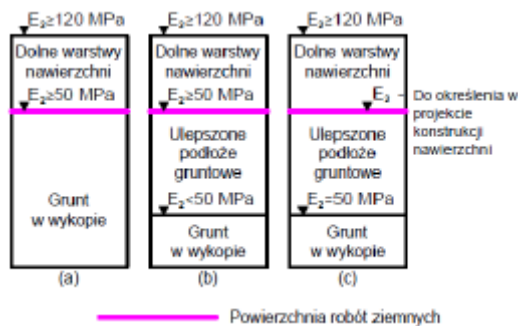 E₂≥120 MPa
Dolne warstwy
nawierzchni
E₂≥50 MPa
Grunt
w wykopie
(a)
E₂≥120 MPa
Dolne warstwy
nawierzchni
E₂≥50 MPa
Ulepszone
podłoże
gruntowe
E₂<50 MPa
Grunt
w wykopie
(b)
E₂≥120 MPa
Dolne warstwy
nawierzchni
E₂ - Do określenia w
projekcie
konstrukcji
nawierzchni
Ulepszone
podłoże
gruntowe
E₂=50 MPa
Grunt
w wykopie
(c)
Powierzchnia robót ziemnych